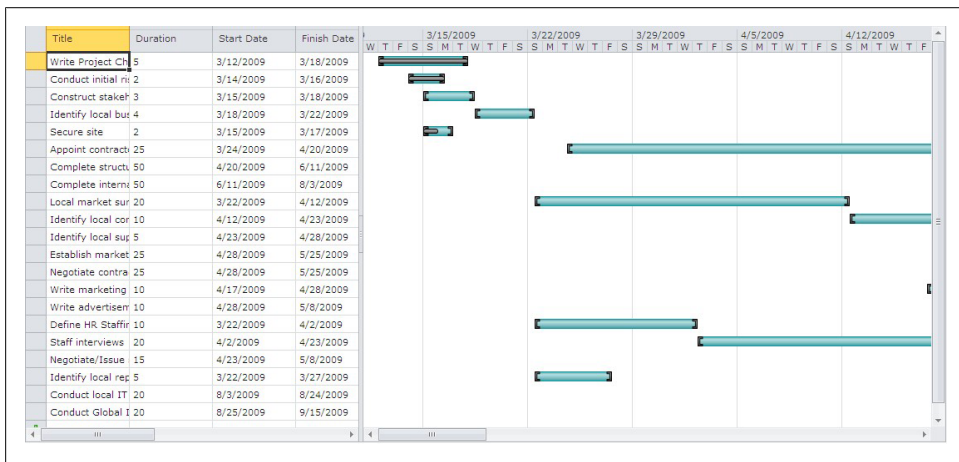 Title Duration Start Date Finish Date
3/15/2009 3/22/2009 3/29/2009 4/5/2009 4/12/2009
W T F S S M T W T F S S M T W T F S S M T W T F S S M T W T F S S M T W T F
Write Project Ch 5 3/12/2009 3/18/2009
Conduct initial ris 2 3/14/2009 3/16/2009
Construct stakeh 3 3/15/2009 3/18/2009
Identify local bus 4 3/18/2009 3/22/2009
Secure site 2 3/15/2009 3/17/2009
Appoint contracto 25 3/24/2009 4/20/2009
Complete structu 50 4/20/2009 6/11/2009
Complete interna 50 6/11/2009 8/3/2009
Local market sur 20 3/22/2009 4/12/2009
Identify local cor 10 4/12/2009 4/23/2009
Identify local sup 5 4/23/2009 4/28/2009
Establish market 25 4/28/2009 5/25/2009
Negotiate contra 25 4/28/2009 5/25/2009
Write marketing 10 4/17/2009 4/28/2009
Write advertisem 10 4/28/2009 5/8/2009
Define HR Staffin 10 3/22/2009 4/2/2009
Staff interviews 20 4/2/2009 4/23/2009
Negotiate/Issue 15 4/23/2009 5/8/2009
Identify local rep 5 3/22/2009 3/27/2009
Conduct local IT 20 8/3/2009 8/24/2009
Conduct Global I 20 8/25/2009 9/15/2009